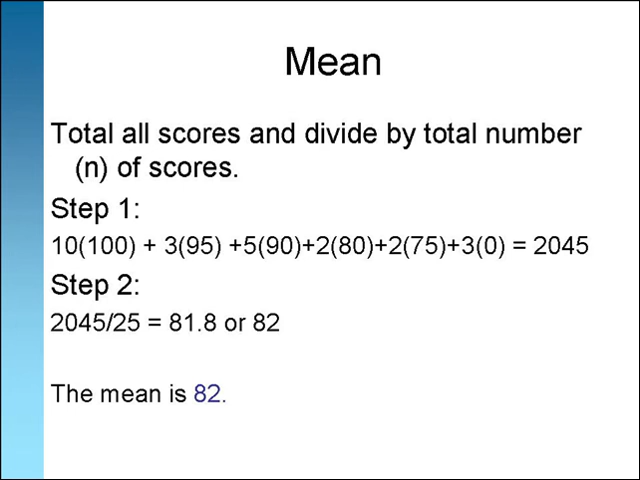 Mean
Total all scores and divide by total number
(n) of scores.
Step 1:
10(100) + 3(95) +5(90)+2(80)+2(75)+3(0) = 2045
Step 2:
2045/25 = 81.8 or 82
The mean is 82.